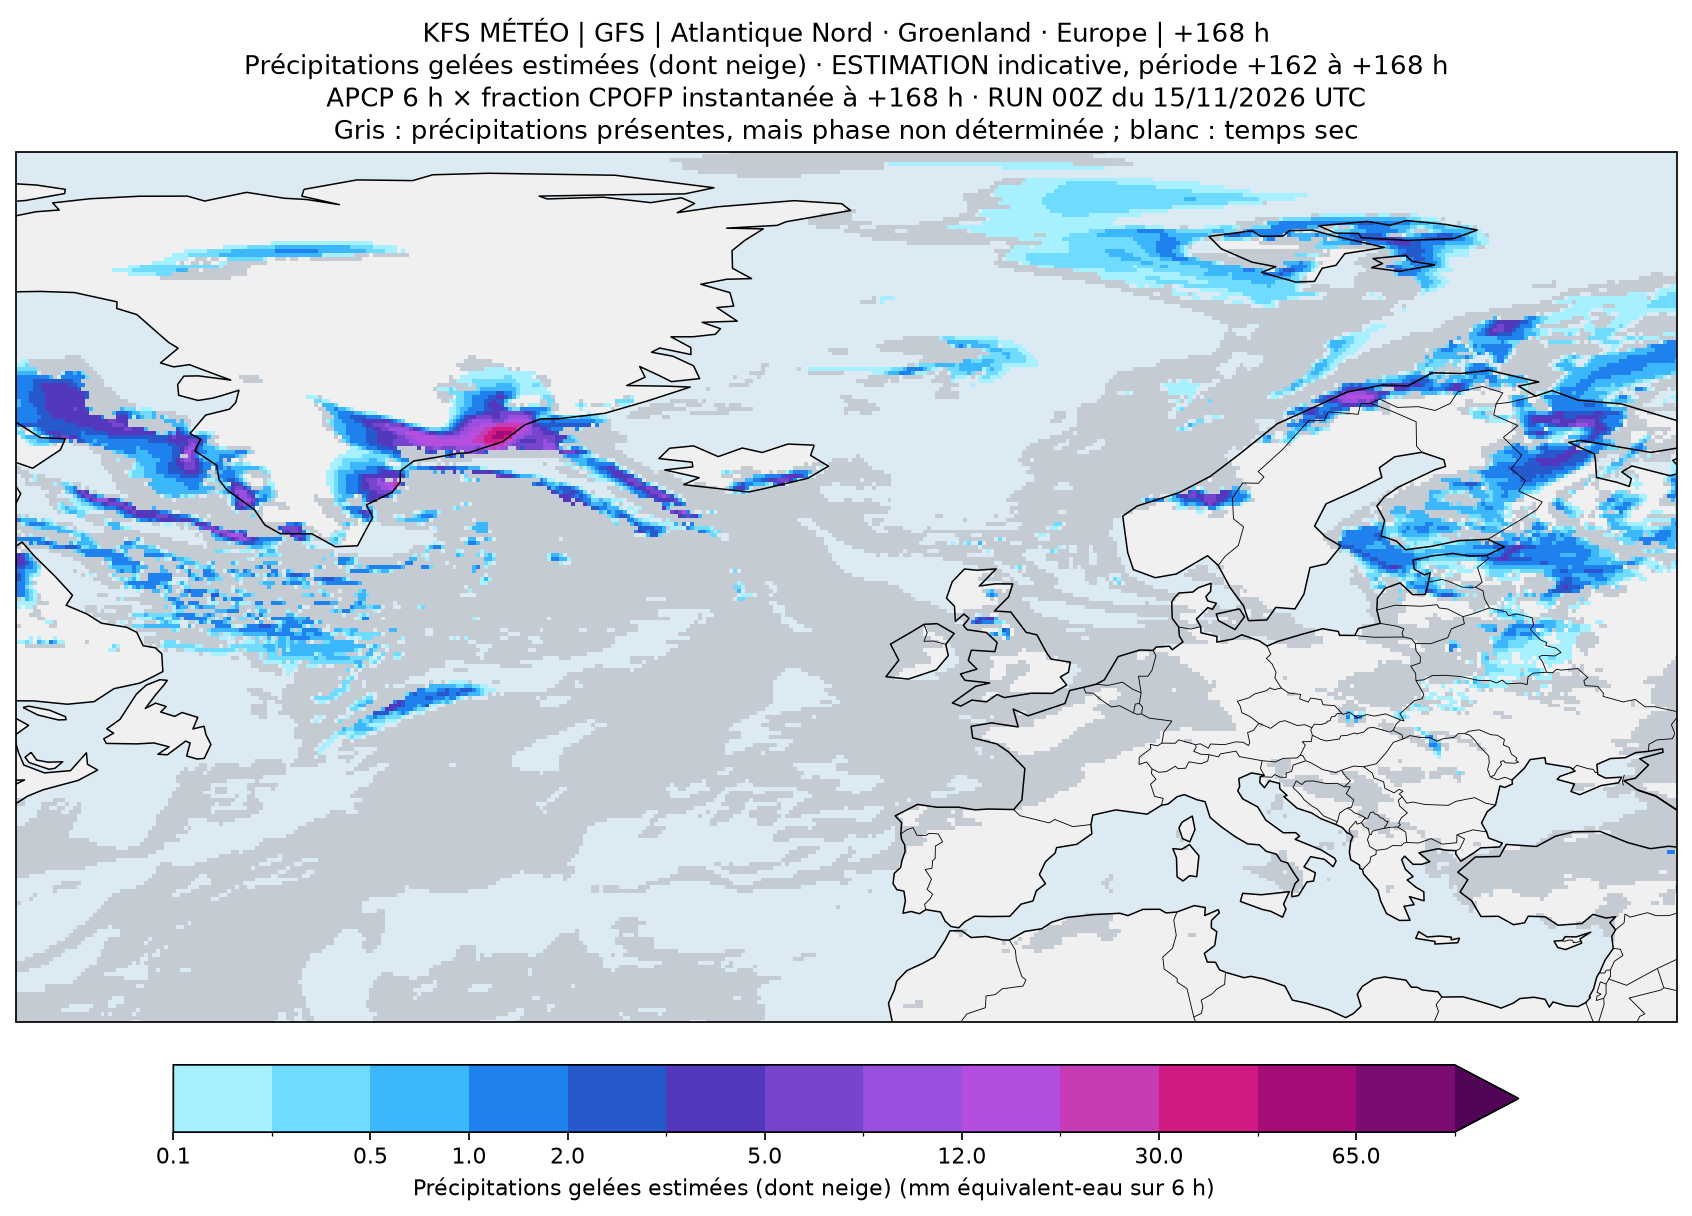 KFS MÉTÉO | GFS | Atlantique Nord · Groenland · Europe | +168 h
Précipitations gelées estimées (dont neige) · ESTIMATION indicative, période +162 à +168 h
APCP 6 h × fraction CPOFP instantanée à +168 h · RUN 00Z du 15/11/2026 UTC
Gris : précipitations présentes, mais phase non déterminée ; blanc : temps sec
0.1 0.5 1.0 2.0 5.0 12.0 30.0 65.0
Précipitations gelées estimées (dont neige) (mm équivalent-eau sur 6 h)